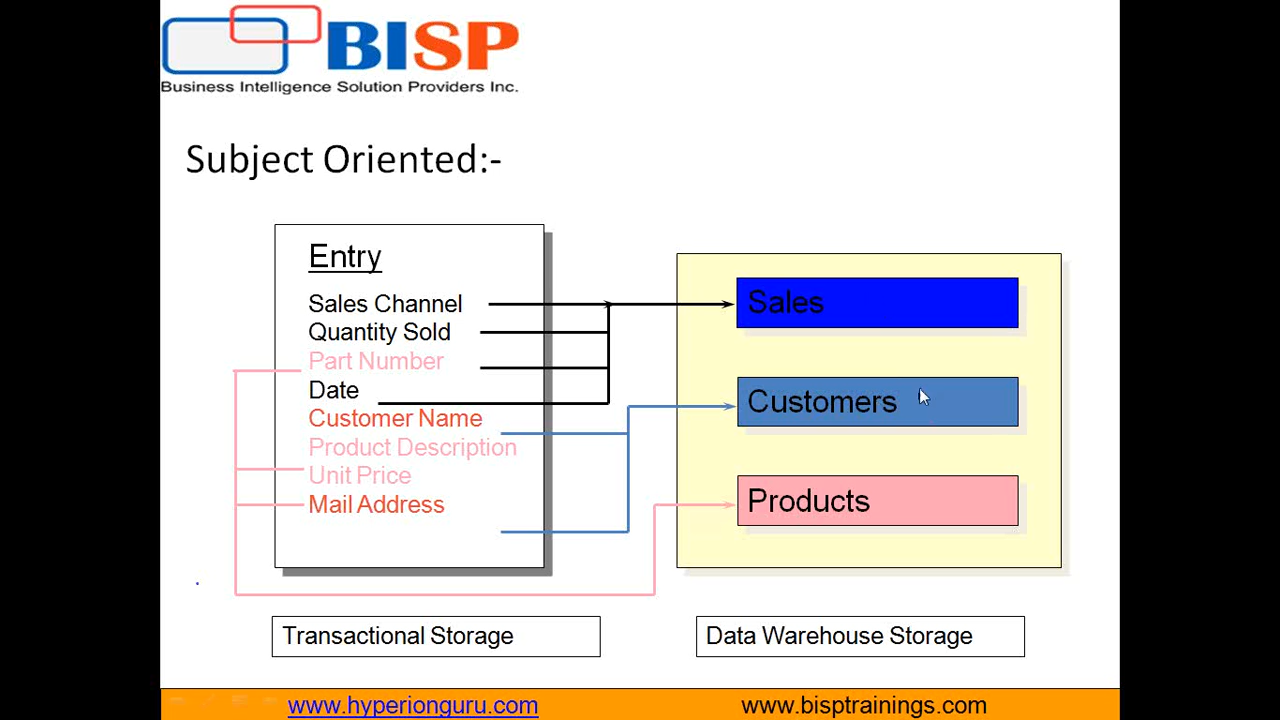 BISP
Business Intelligence Solution Providers Inc.
Subject Oriented:-
Entry
Sales Channel
Quantity Sold
Part Number
Date
Customer Name
Product Description
Unit Price
Mail Address
Sales
Customers
Products
Transactional Storage
Data Warehouse Storage
www.hyperionguru.com
www.bisptrainings.com